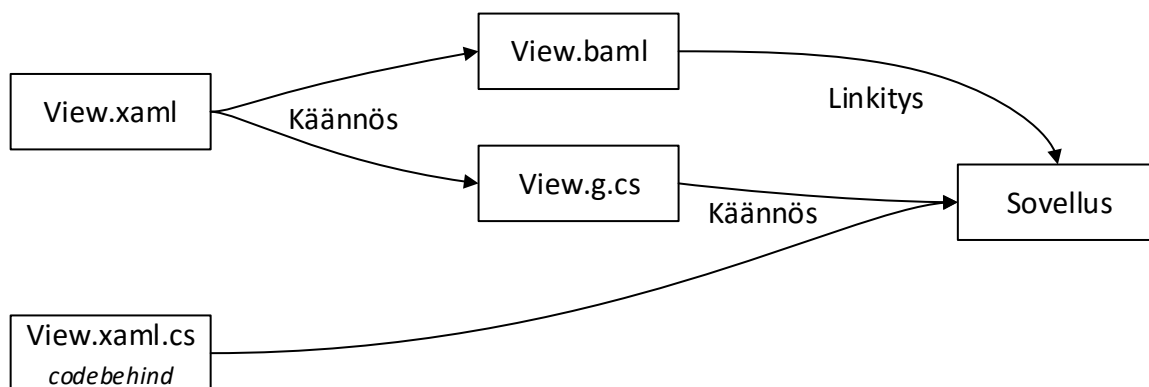 View.baml
View.xaml
Käännös
Linkitys
View.g.cs
Käännös
Sovellus
View.xaml.cs
codebehind